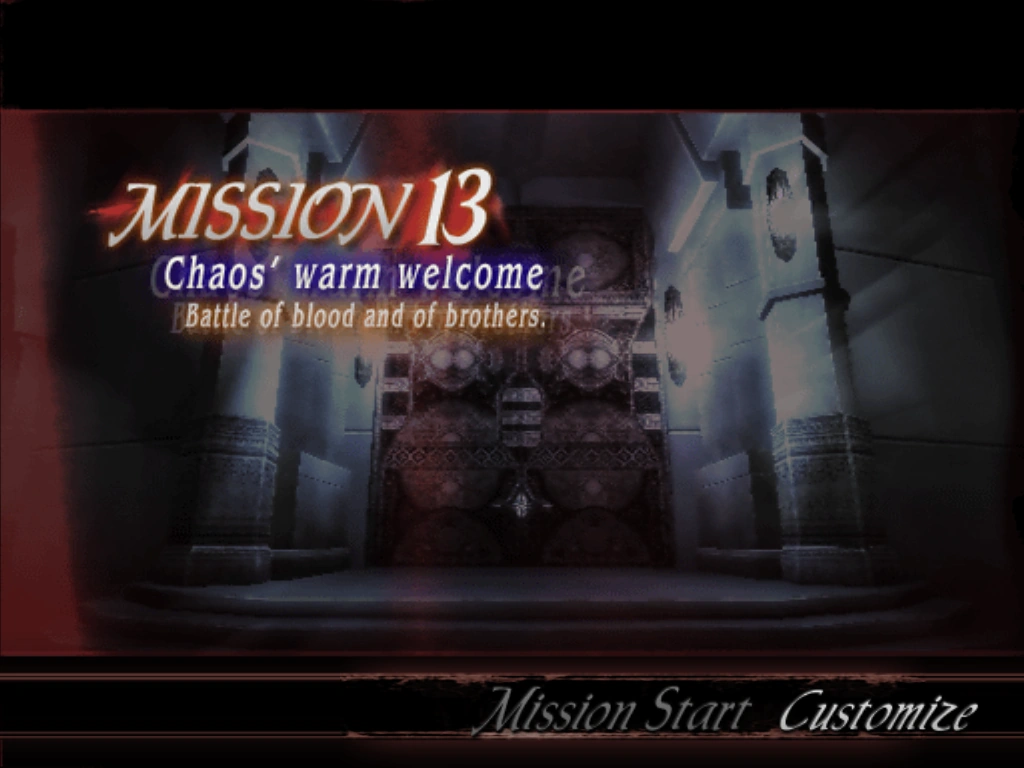 MISSION 13
Chaos' warm welcome
Battle of blood and of brothers.
Mission Start Customize